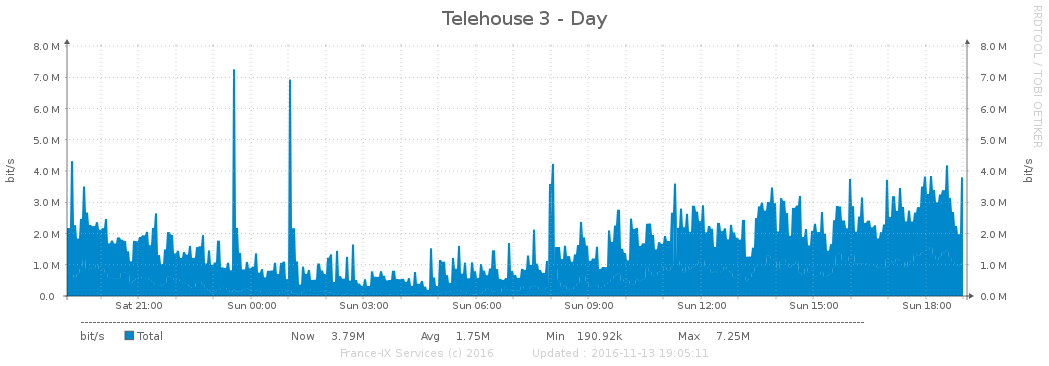 Telehouse 3 - Day
RRDTOOL / TOBI OETIKER
8.0 M 8.0 M
7.0 M 7.0 M
6.0 M 6.0 M
5.0 M 5.0 M
4.0 M 4.0 M
3.0 M 3.0 M
2.0 M 2.0 M
1.0 M 1.0 M
0.0 0.0 M
bit/s
bit/s
Sat 21:00 Sun 00:00 Sun 03:00 Sun 06:00 Sun 09:00 Sun 12:00 Sun 15:00 Sun 18:00
bit/s Total Now 3.79M Avg 1.75M Min 190.92k Max 7.25M
France-IX Services (c) 2016 Updated : 2016-11-13 19:05:11